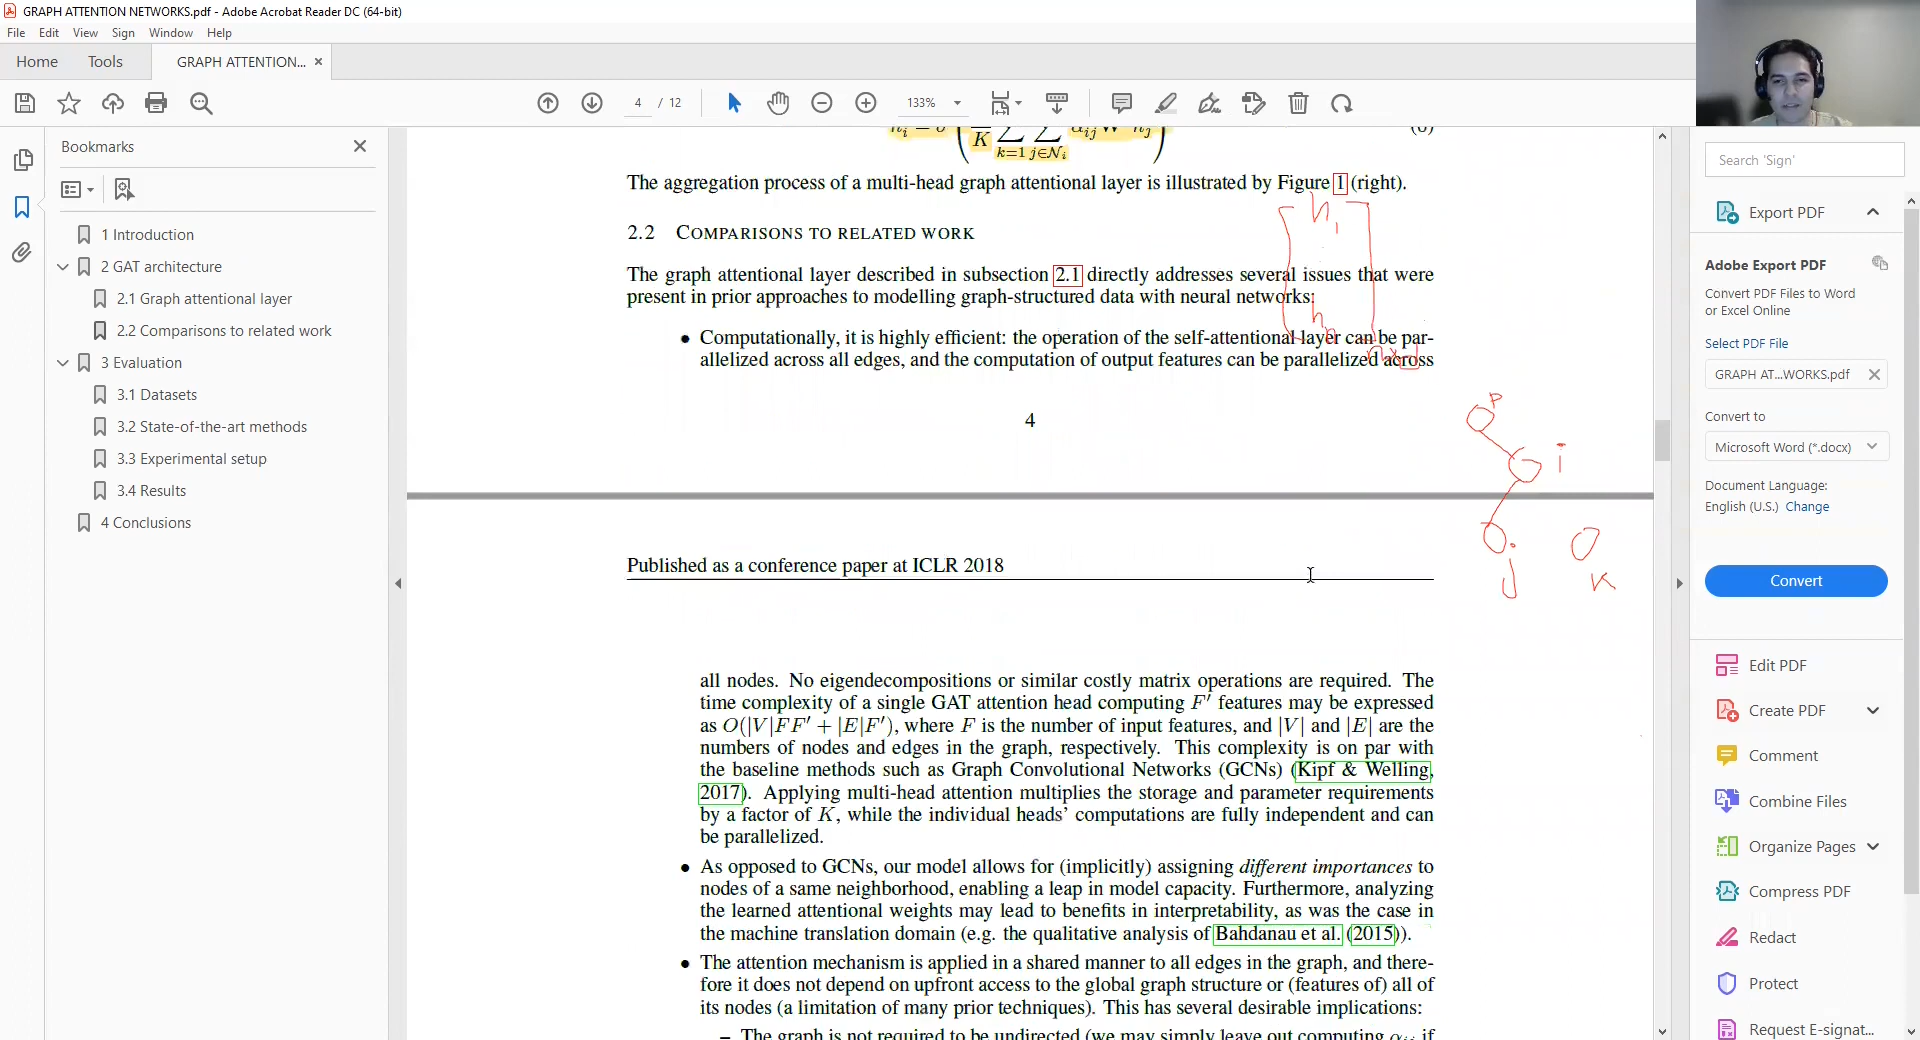 GRAPH ATTENTION NETWORKS.pdf - Adobe Acrobat Reader DC (64-bit)
File Edit View Sign Window Help
Home Tools GRAPH ATTENTION... ×
4 / 12 133%
Bookmarks
1 Introduction
2 GAT architecture
2.1 Graph attentional layer
2.2 Comparisons to related work
3 Evaluation
3.1 Datasets
3.2 State-of-the-art methods
3.3 Experimental setup
3.4 Results
4 Conclusions
K k=1 j∈𝒩i
The aggregation process of a multi-head graph attentional layer is illustrated by Figure 1 (right).
2.2 COMPARISONS TO RELATED WORK
The graph attentional layer described in subsection 2.1 directly addresses several issues that were
present in prior approaches to modelling graph-structured data with neural networks:
• Computationally, it is highly efficient: the operation of the self-attentional layer can be par-
allelized across all edges, and the computation of output features can be parallelized across
4
h1
hn
nxd
P
i
j
K
Published as a conference paper at ICLR 2018
all nodes. No eigendecompositions or similar costly matrix operations are required. The
time complexity of a single GAT attention head computing F′ features may be expressed
as O(|V|FF′ + |E|F′), where F is the number of input features, and |V| and |E| are the
numbers of nodes and edges in the graph, respectively. This complexity is on par with
the baseline methods such as Graph Convolutional Networks (GCNs) (Kipf & Welling,
2017). Applying multi-head attention multiplies the storage and parameter requirements
by a factor of K, while the individual heads' computations are fully independent and can
be parallelized.
• As opposed to GCNs, our model allows for (implicitly) assigning different importances to
nodes of a same neighborhood, enabling a leap in model capacity. Furthermore, analyzing
the learned attentional weights may lead to benefits in interpretability, as was the case in
the machine translation domain (e.g. the qualitative analysis of Bahdanau et al. (2015)).
• The attention mechanism is applied in a shared manner to all edges in the graph, and there-
fore it does not depend on upfront access to the global graph structure or (features of) all of
its nodes (a limitation of many prior techniques). This has several desirable implications:
– The graph is not required to be undirected (we may simply leave out computing αij if
Search 'Sign'
Export PDF
Adobe Export PDF
Convert PDF Files to Word
or Excel Online
Select PDF File
GRAPH AT...WORKS.pdf
Convert to
Microsoft Word (*.docx)
Document Language:
English (U.S.) Change
Convert
Edit PDF
Create PDF
Comment
Combine Files
Organize Pages
Compress PDF
Redact
Protect
Request E-signat...